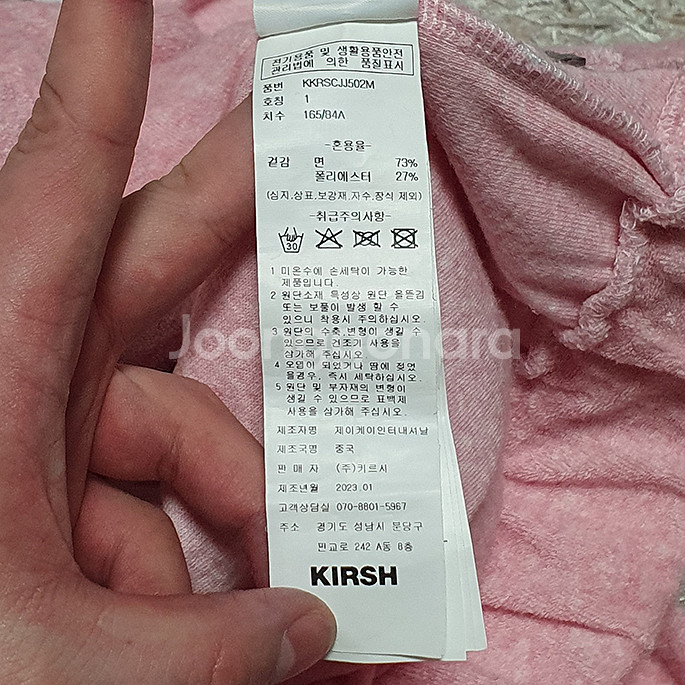 전기용품 및 생활용품안전
관리법에 의한 품질표시
품번 KKRSCJJ502M
호칭 1
치수 165/84A
-혼용율-
겉감 면 73%
폴리에스터 27%
(심지,상표,보강재,자수,장식 제외)
-취급주의사항-
30
1 미온수에 손세탁이 가능한
제품입니다.
2 원단소재 특성상 원단 올뜯김
또는 보풀이 발생 할 수
있으니 착용시 주의하십시오.
3 원단의 수축,변형이 생길 수
있으므로 건조기 사용을
삼가해 주십시오.
4 오염이 되었거나 땀에 젖었
을경우, 즉시 세탁하십시오.
5 원단 및 부자재의 변형이
생길 수 있으므로 표백제
사용을 삼가해 주십시오.
제조자명 제이케이인터내셔날
제조국명 중국
판 매 자 (주)키르시
제조년월 2023.01
고객상담실 070-8801-5967
주소 경기도 성남시 분당구
판교로 242 A동 8층
KIRSH